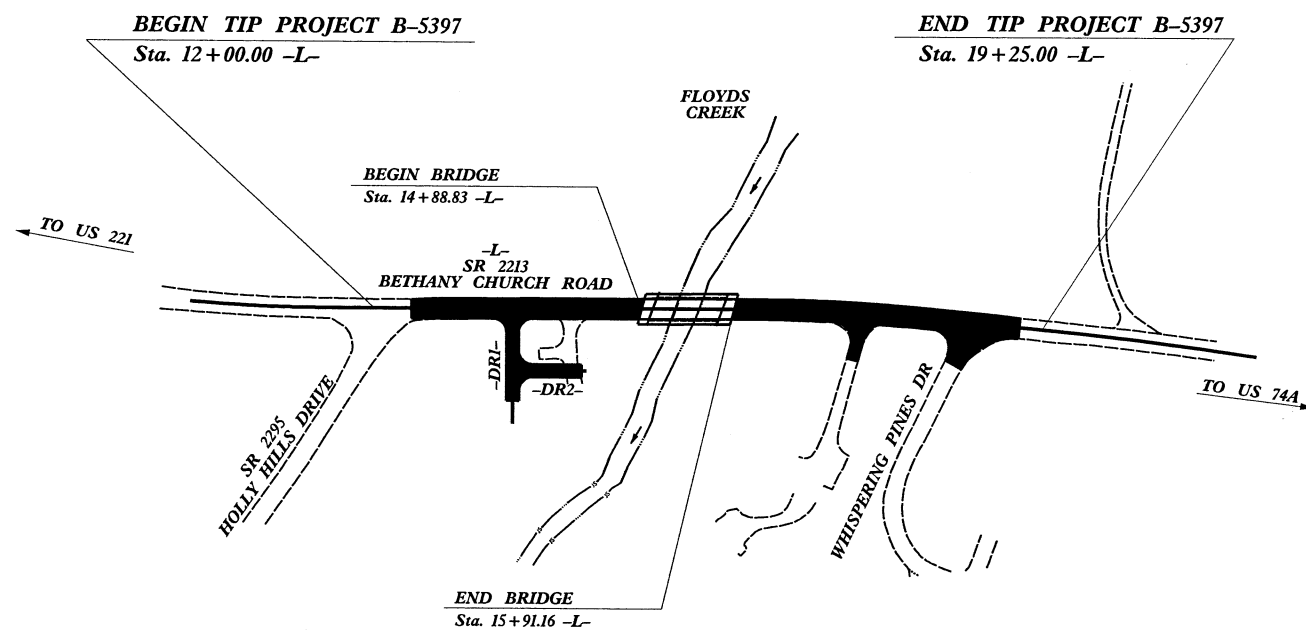 BEGIN TIP PROJECT B–5397
Sta. 12+00.00 –L–
END TIP PROJECT B–5397
Sta. 19+25.00 –L–
FLOYDS
CREEK
BEGIN BRIDGE
Sta. 14+88.83 –L–
TO US 221
–L–
SR 2213
BETHANY CHURCH ROAD
–DR1–
–DR2–
SR 2295
HOLLY HILLS DRIVE
WHISPERING PINES DR
TO US 74A
END BRIDGE
Sta. 15+91.16 –L–